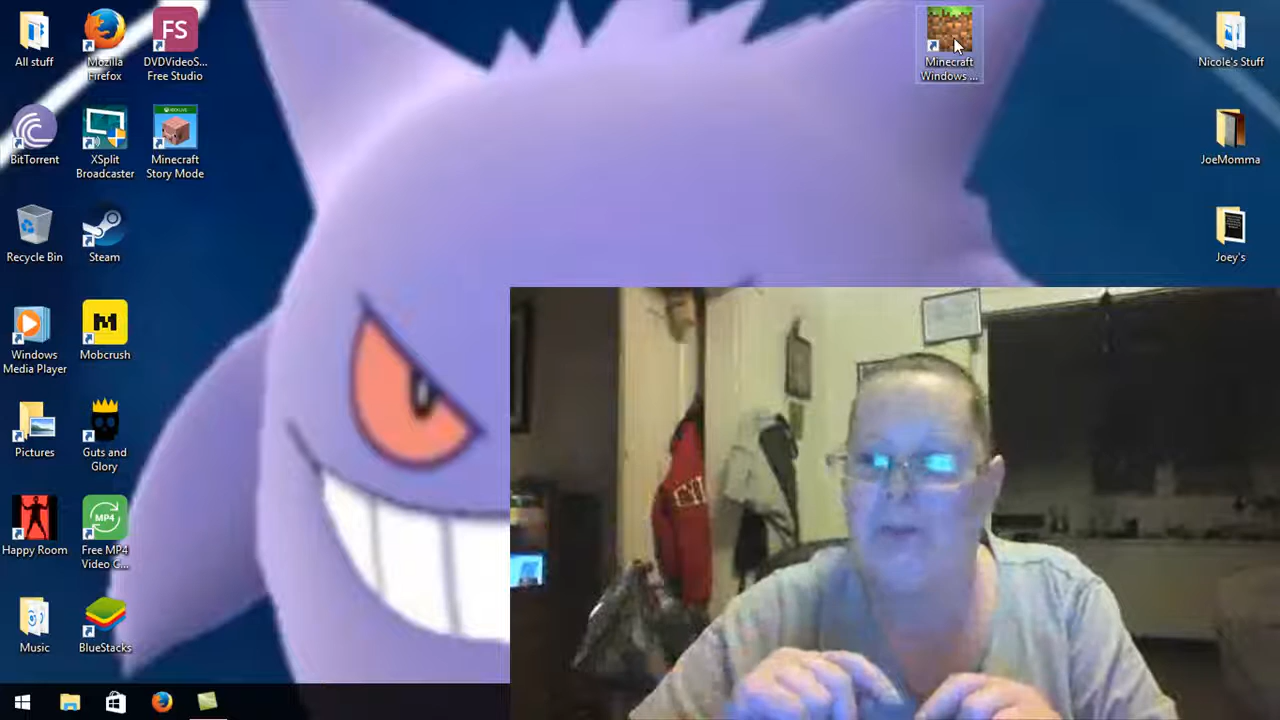 All stuff
Mozilla
Firefox
FS
DVDVideoS...
Free Studio
Minecraft
Windows ...
Nicole's Stuff
BitTorrent
XSplit
Broadcaster
Minecraft
Story Mode
JoeMomma
Recycle Bin
Steam
Joey's
Windows
Media Player
M
Mobcrush
Pictures
Guts and
Glory
Happy Room
MP4
Free MP4
Video C...
Music
BlueStacks